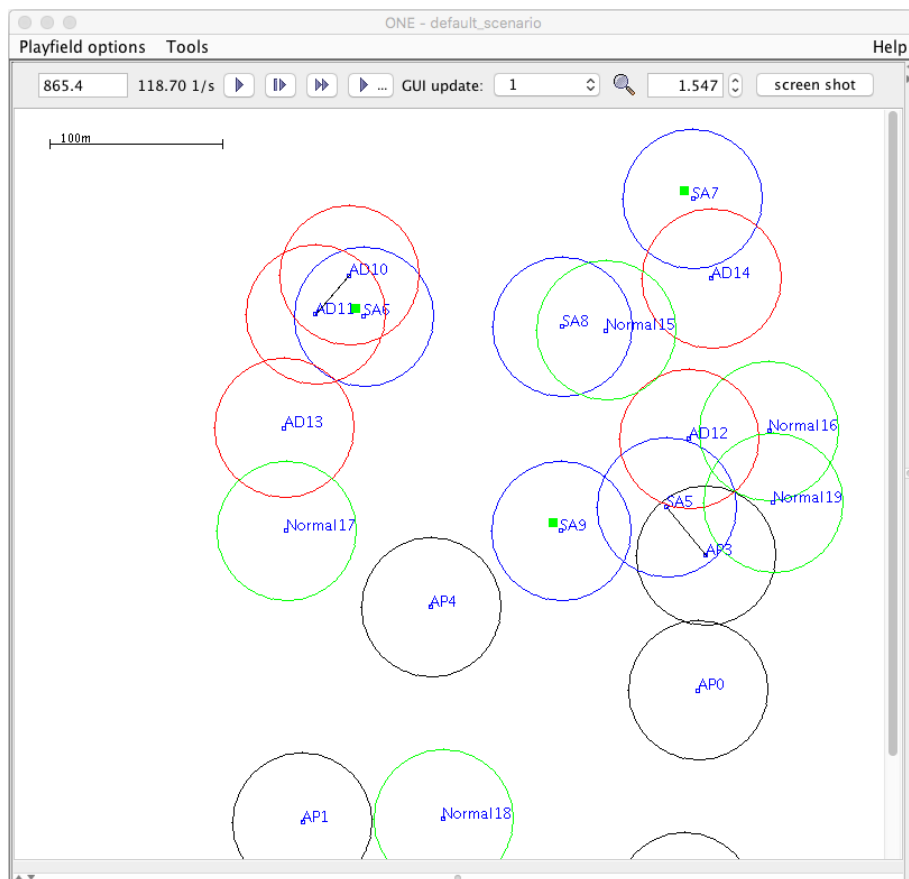 ONE - default_scenario
Playfield options Tools Help
865.4 118.70 1/s ... GUI update: 1 1.547 screen shot
100m
SA7
AD10
AD14
AD11 SA6
SA8 Normal15
AD13 AD12 Normal16
SA5 Normal19
Normal17 SA9
AP3
AP4
AP0
AP1 Normal18